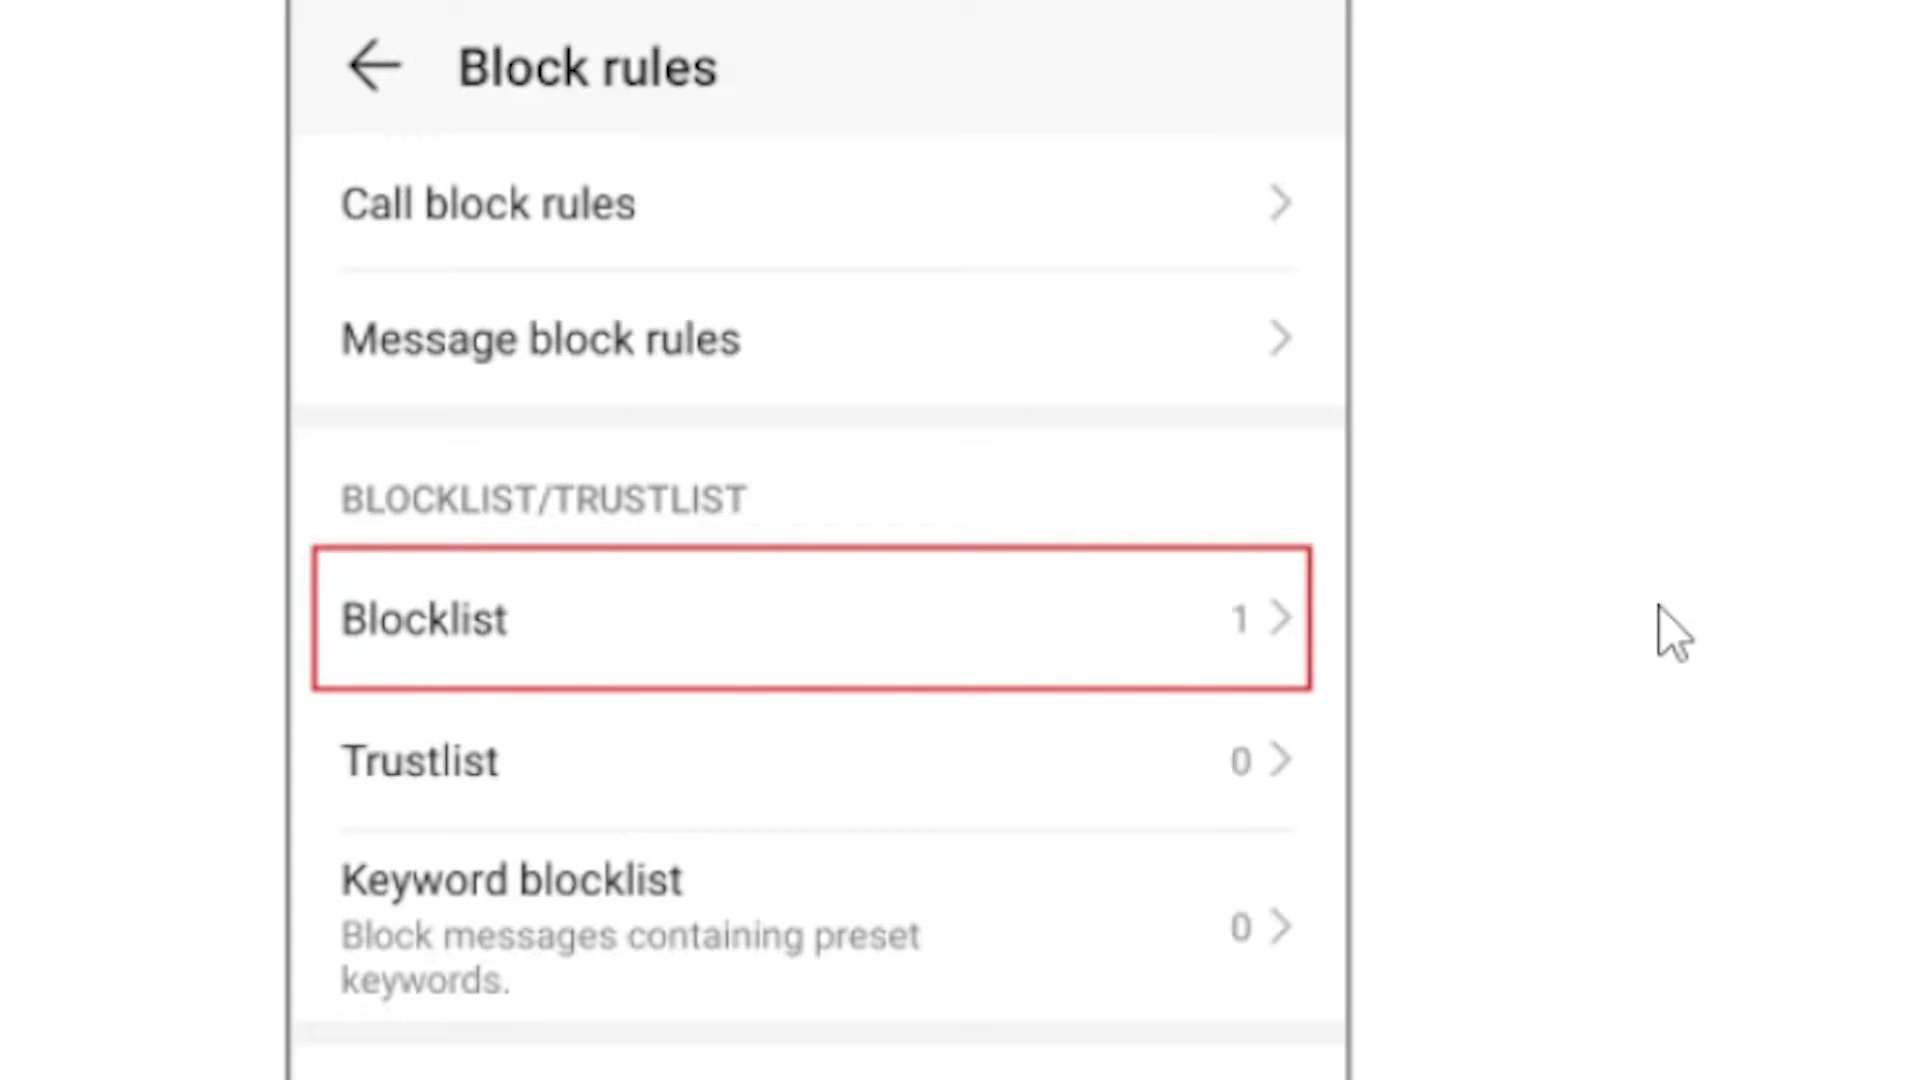 Block rules
Call block rules
Message block rules
BLOCKLIST/TRUSTLIST
Blocklist 1
Trustlist 0
Keyword blocklist
Block messages containing preset 0
keywords.